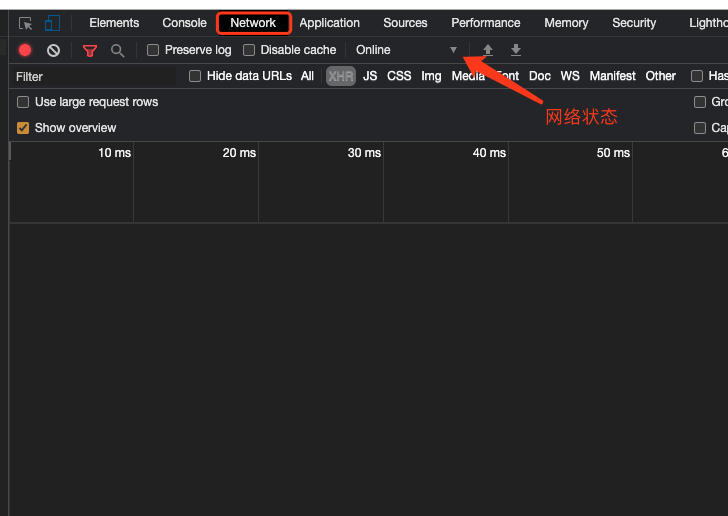 Elements Console Network Application Sources Performance Memory Security Lightho
Preserve log Disable cache Online
Filter Hide data URLs All XHR JS CSS Img Media Font Doc WS Manifest Other Has
Use large request rows Gro
网络状态
Show overview Cap
10 ms 20 ms 30 ms 40 ms 50 ms 6